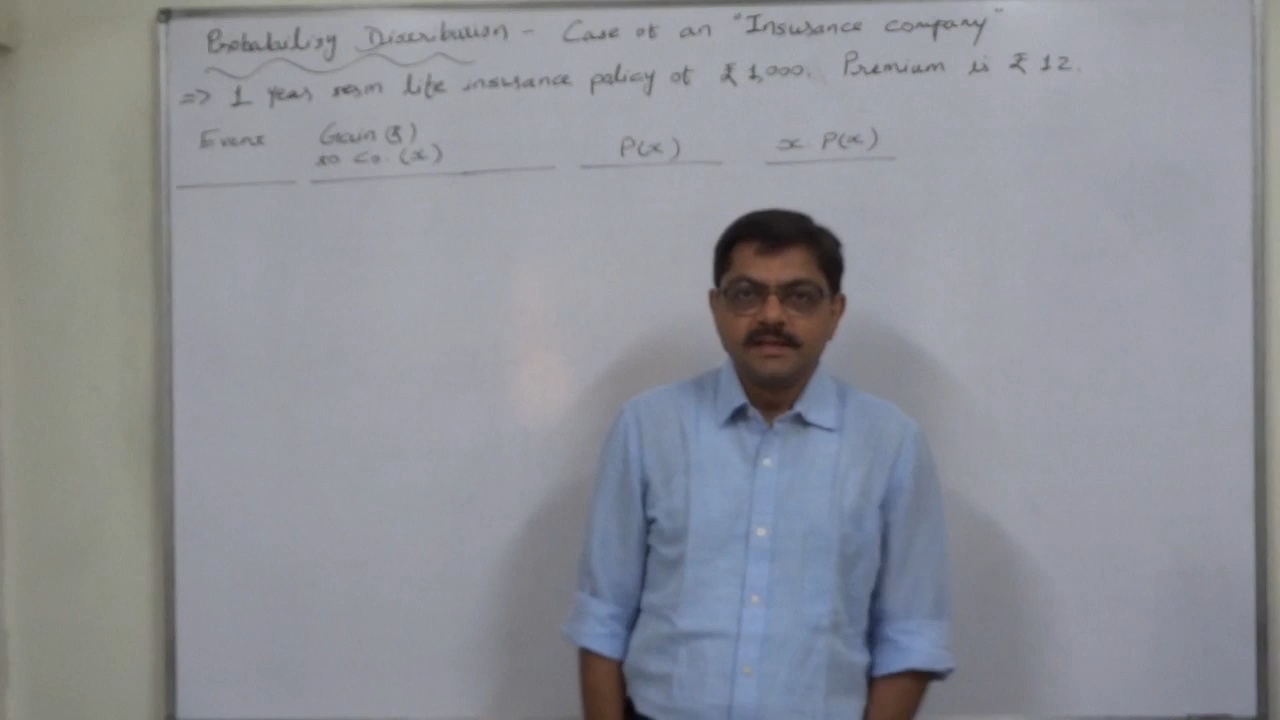 Probability Distribution - Case of an "Insurance company"
=> 1 Year term life insurance policy of ₹ 1,000. Premium is ₹ 12.
Event Gain (₹) P(x) x P(x)
to Co. (x)